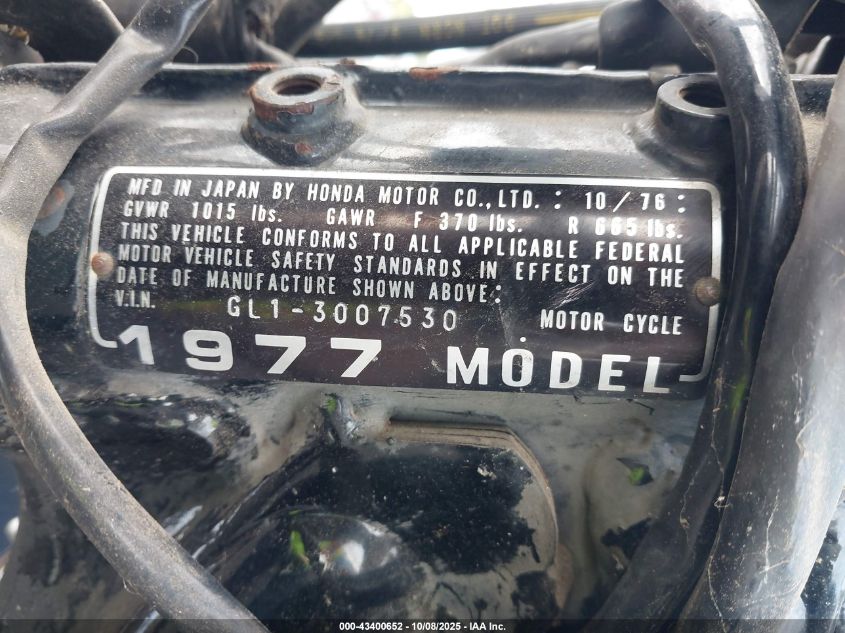 MFD IN JAPAN BY HONDA MOTOR CO.,LTD. : 10/76:
GVWR 1015 lbs. GAWR F 370 lbs. R 665 lbs.
THIS VEHICLE CONFORMS TO ALL APPLICABLE FEDERAL
MOTOR VEHICLE SAFETY STANDARDS IN EFFECT ON THE
DATE OF MANUFACTURE SHOWN ABOVE:
V.I.N. GL1-3007530 MOTOR CYCLE
1977 MODEL
000-43400652 | 10/08/2025 - IAA Inc.